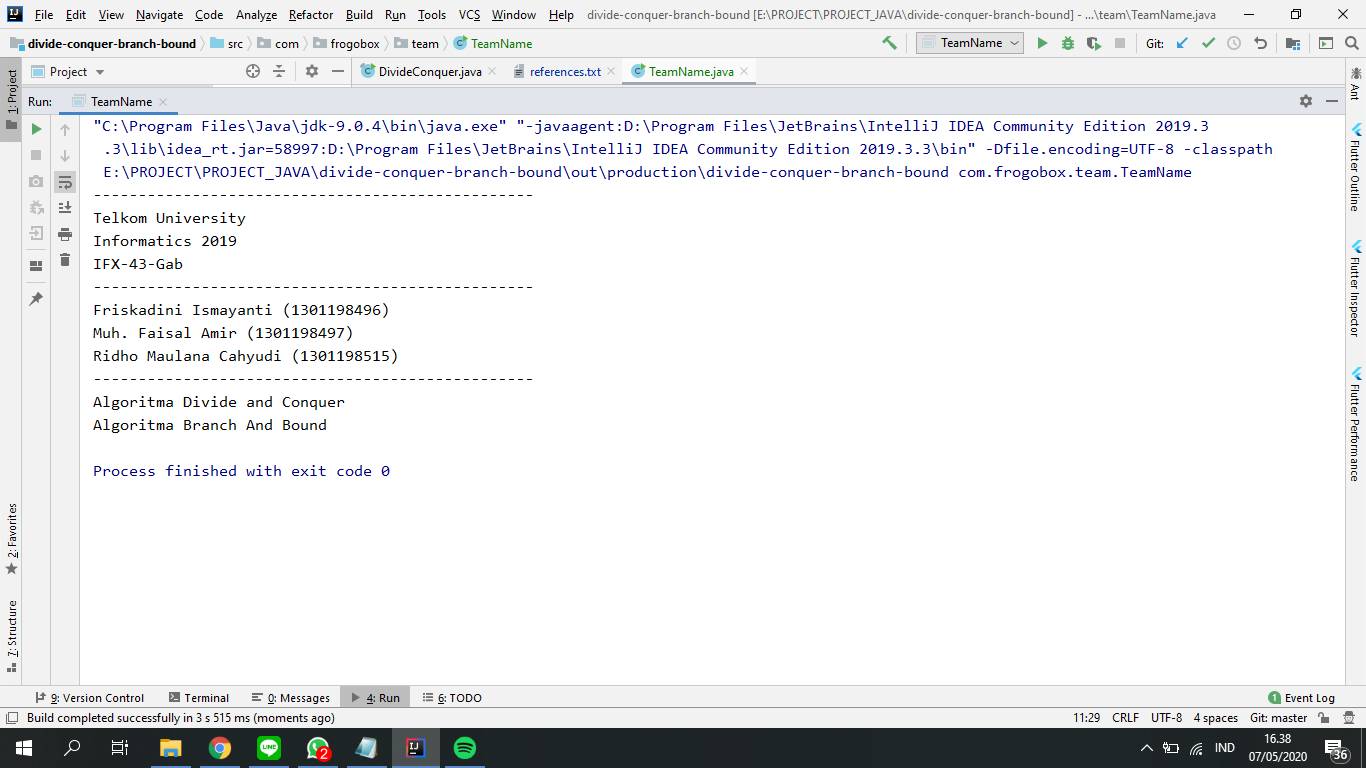 File Edit View Navigate Code Analyze Refactor Build Run Tools VCS Window Help divide-conquer-branch-bound [E:\PROJECT\PROJECT_JAVA\divide-conquer-branch-bound] - ...\team\TeamName.java
divide-conquer-branch-bound src com frogobox team TeamName TeamName Git:
Project DivideConquer.java references.txt TeamName.java
Run: TeamName
"C:\Program Files\Java\jdk-9.0.4\bin\java.exe" "-javaagent:D:\Program Files\JetBrains\IntelliJ IDEA Community Edition 2019.3
.3\lib\idea_rt.jar=58997:D:\Program Files\JetBrains\IntelliJ IDEA Community Edition 2019.3.3\bin" -Dfile.encoding=UTF-8 -classpath
E:\PROJECT\PROJECT_JAVA\divide-conquer-branch-bound\out\production\divide-conquer-branch-bound com.frogobox.team.TeamName
-------------------------------------------------
Telkom University
Informatics 2019
IFX-43-Gab
-------------------------------------------------
Friskadini Ismayanti (1301198496)
Muh. Faisal Amir (1301198497)
Ridho Maulana Cahyudi (1301198515)
-------------------------------------------------
Algoritma Divide and Conquer
Algoritma Branch And Bound
Process finished with exit code 0
1: Project
2: Favorites
7: Structure
Ant
Flutter Outline
Flutter Inspector
Flutter Performance
9: Version Control Terminal 0: Messages 4: Run 6: TODO 1 Event Log
Build completed successfully in 3 s 515 ms (moments ago) 11:29 CRLF UTF-8 4 spaces Git: master
LINE 2 IJ IND 16.38
07/05/2020 36